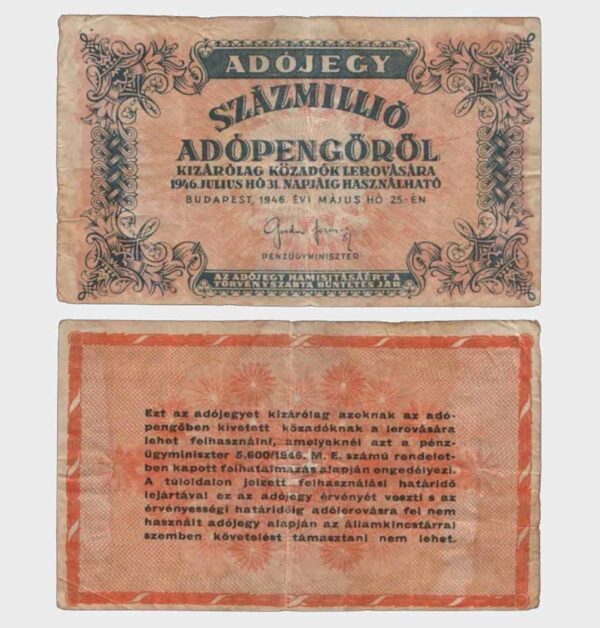 ADÓJEGY
SZÁZMILLIÓ
ADÓPENGŐRŐL
KIZÁRÓLAG KÖZADÓK LEROVÁSÁRA
1946. JULIUS HÓ 31. NAPJÁIG HASZNÁLHATÓ
BUDAPEST, 1946. ÉVI MÁJUS HÓ 25.-ÉN
PÉNZÜGYMINISZTER
AZ ADÓJEGY HAMISÍTÁSÁÉRT A
TÖRVÉNYSZABTA BÜNTETÉS JÁR
Ezt az adójegyet kizárólag azoknak az adó-
pengőben kivetett közadóknak a lerovására
lehet felhasználni, amelyeknél azt a pénz-
ügyminiszter 5.600/1946. M. E. számú rendelet-
ben kapott felhatalmazás alapján engedélyezi.
A túloldalon jelzett felhasználási határidő
lejártával ez az adójegy érvényét veszti s az
érvényességi határidőig adólerovásra fel nem
használt adójegy alapján az államkincstárral
szemben követelést támasztani nem lehet.